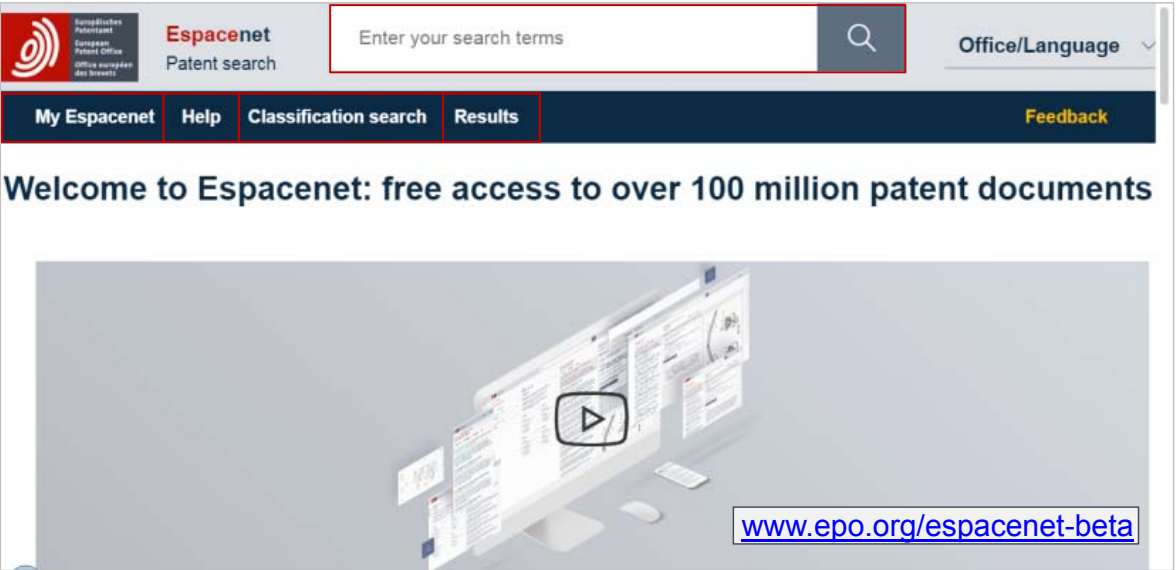 Europäisches
Patentamt
European
Patent Office
Office européen
des brevets
Espacenet
Patent search
Enter your search terms
Office/Language
My Espacenet Help Classification search Results Feedback
Welcome to Espacenet: free access to over 100 million patent documents
www.epo.org/espacenet-beta